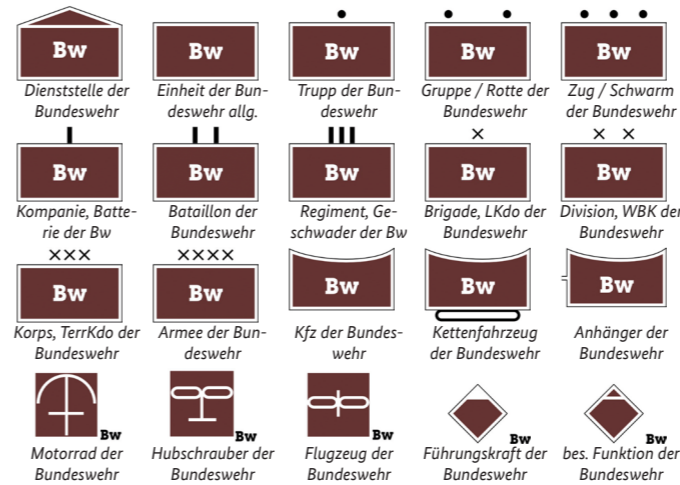 Bw Bw Bw Bw Bw
Dienststelle der Einheit der Bun- Trupp der Bun- Gruppe / Rotte der Zug / Schwarm
Bundeswehr deswehr allg. deswehr Bundeswehr der Bundeswehr
Bw Bw Bw Bw Bw
Kompanie, Batte- Bataillon der Regiment, Ge- Brigade, LKdo der Division, WBK der
rie der Bw Bundeswehr schwader der Bw Bundeswehr Bundeswehr
Bw Bw Bw Bw Bw
Korps, TerrKdo der Armee der Bun- Kfz der Bundes- Kettenfahrzeug Anhänger der
Bundeswehr deswehr wehr der Bundeswehr Bundeswehr
Bw Bw Bw Bw Bw
Motorrad der Hubschrauber der Flugzeug der Führungskraft der bes. Funktion der
Bundeswehr Bundeswehr Bundeswehr Bundeswehr Bundeswehr